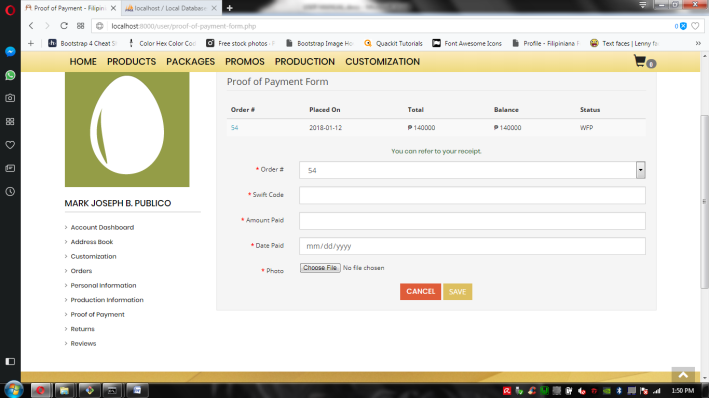 Proof of Payment - Filipini
localhost / Local Databas
localhost:8000/user/proof-of-payment-form.php
0
Bootstrap 4 Cheat S
Color Hex Color Cod
Free stock photos
Bootstrap Image Ho
Quackit Tutorials
Font Awesome Icons
Profile - Filipiniana F
Text faces | Lenny fa
HOME PRODUCTS PACKAGES PROMOS PRODUCTION CUSTOMIZATION
0
Proof of Payment Form
Order # Placed On Total Balance Status
54 2018-01-12 ₱ 140000 ₱ 140000 WFP
You can refer to your receipt.
* Order # 54
* Swift Code
* Amount Paid
* Date Paid mm/dd/yyyy
* Photo Choose File No file chosen
CANCEL SAVE
MARK JOSEPH B. PUBLICO
Account Dashboard
Address Book
Customization
Orders
Personal Information
Production Information
Proof of Payment
Returns
Reviews
1:50 PM